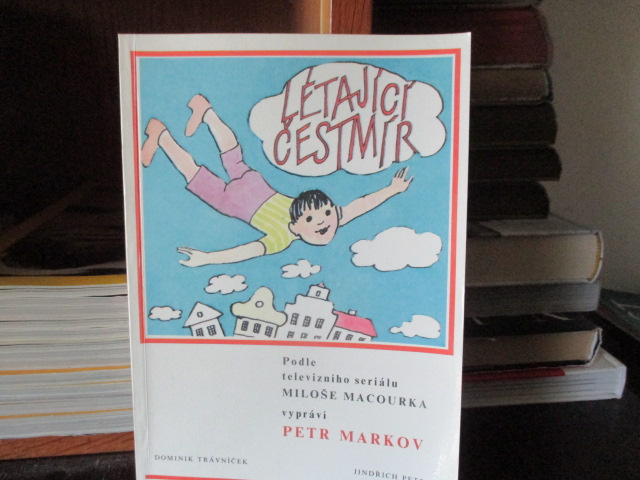 LÉTAJÍCÍ
ČESTMÍR
Podle
televizního seriálu
MILOŠE MACOURKA
vypráví
PETR MARKOV
DOMINIK TRÁVNÍČEK
JINDŘICH